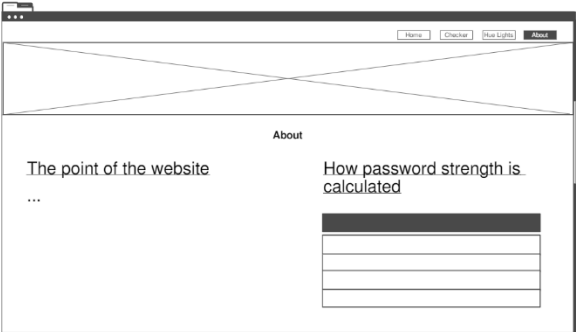 Home Checker Hue Lights About
About
The point of the website
...
How password strength is
calculated